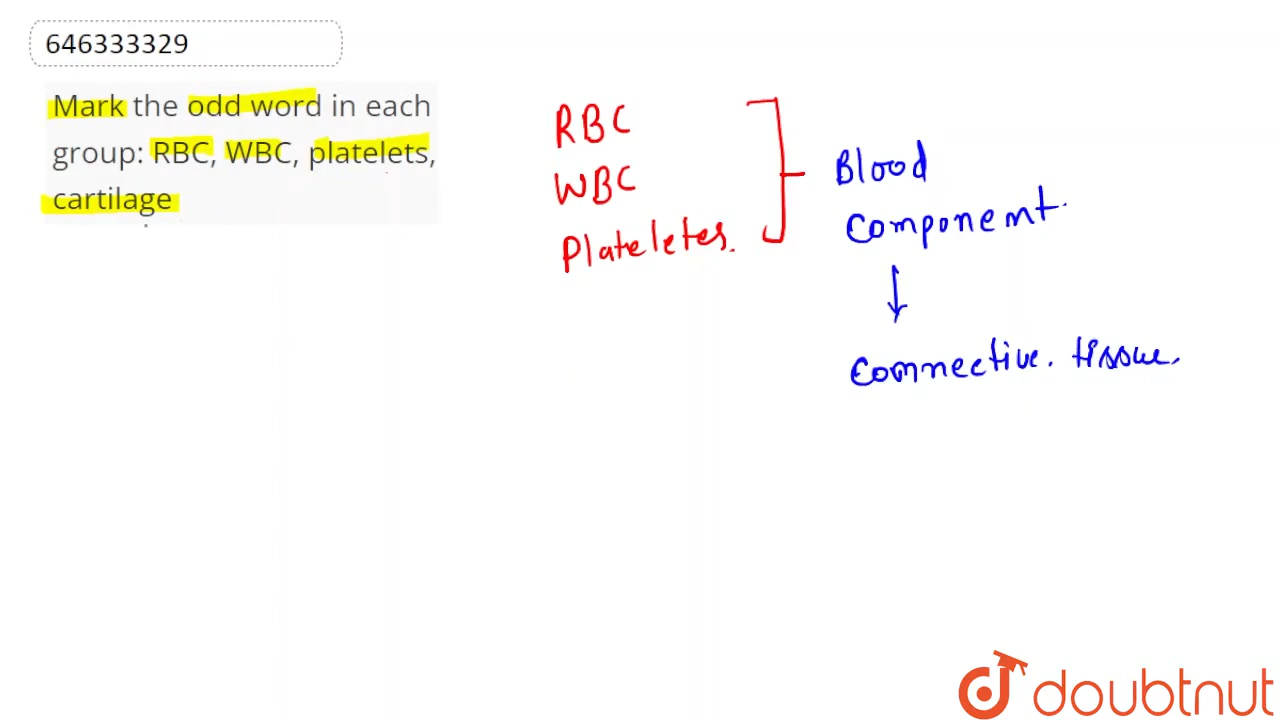 646333329
Mark the odd word in each
group: RBC, WBC, platelets,
cartilage
RBC
WBC
Plateletes.
Blood
Component.
Connective. tissue.
doubtnut